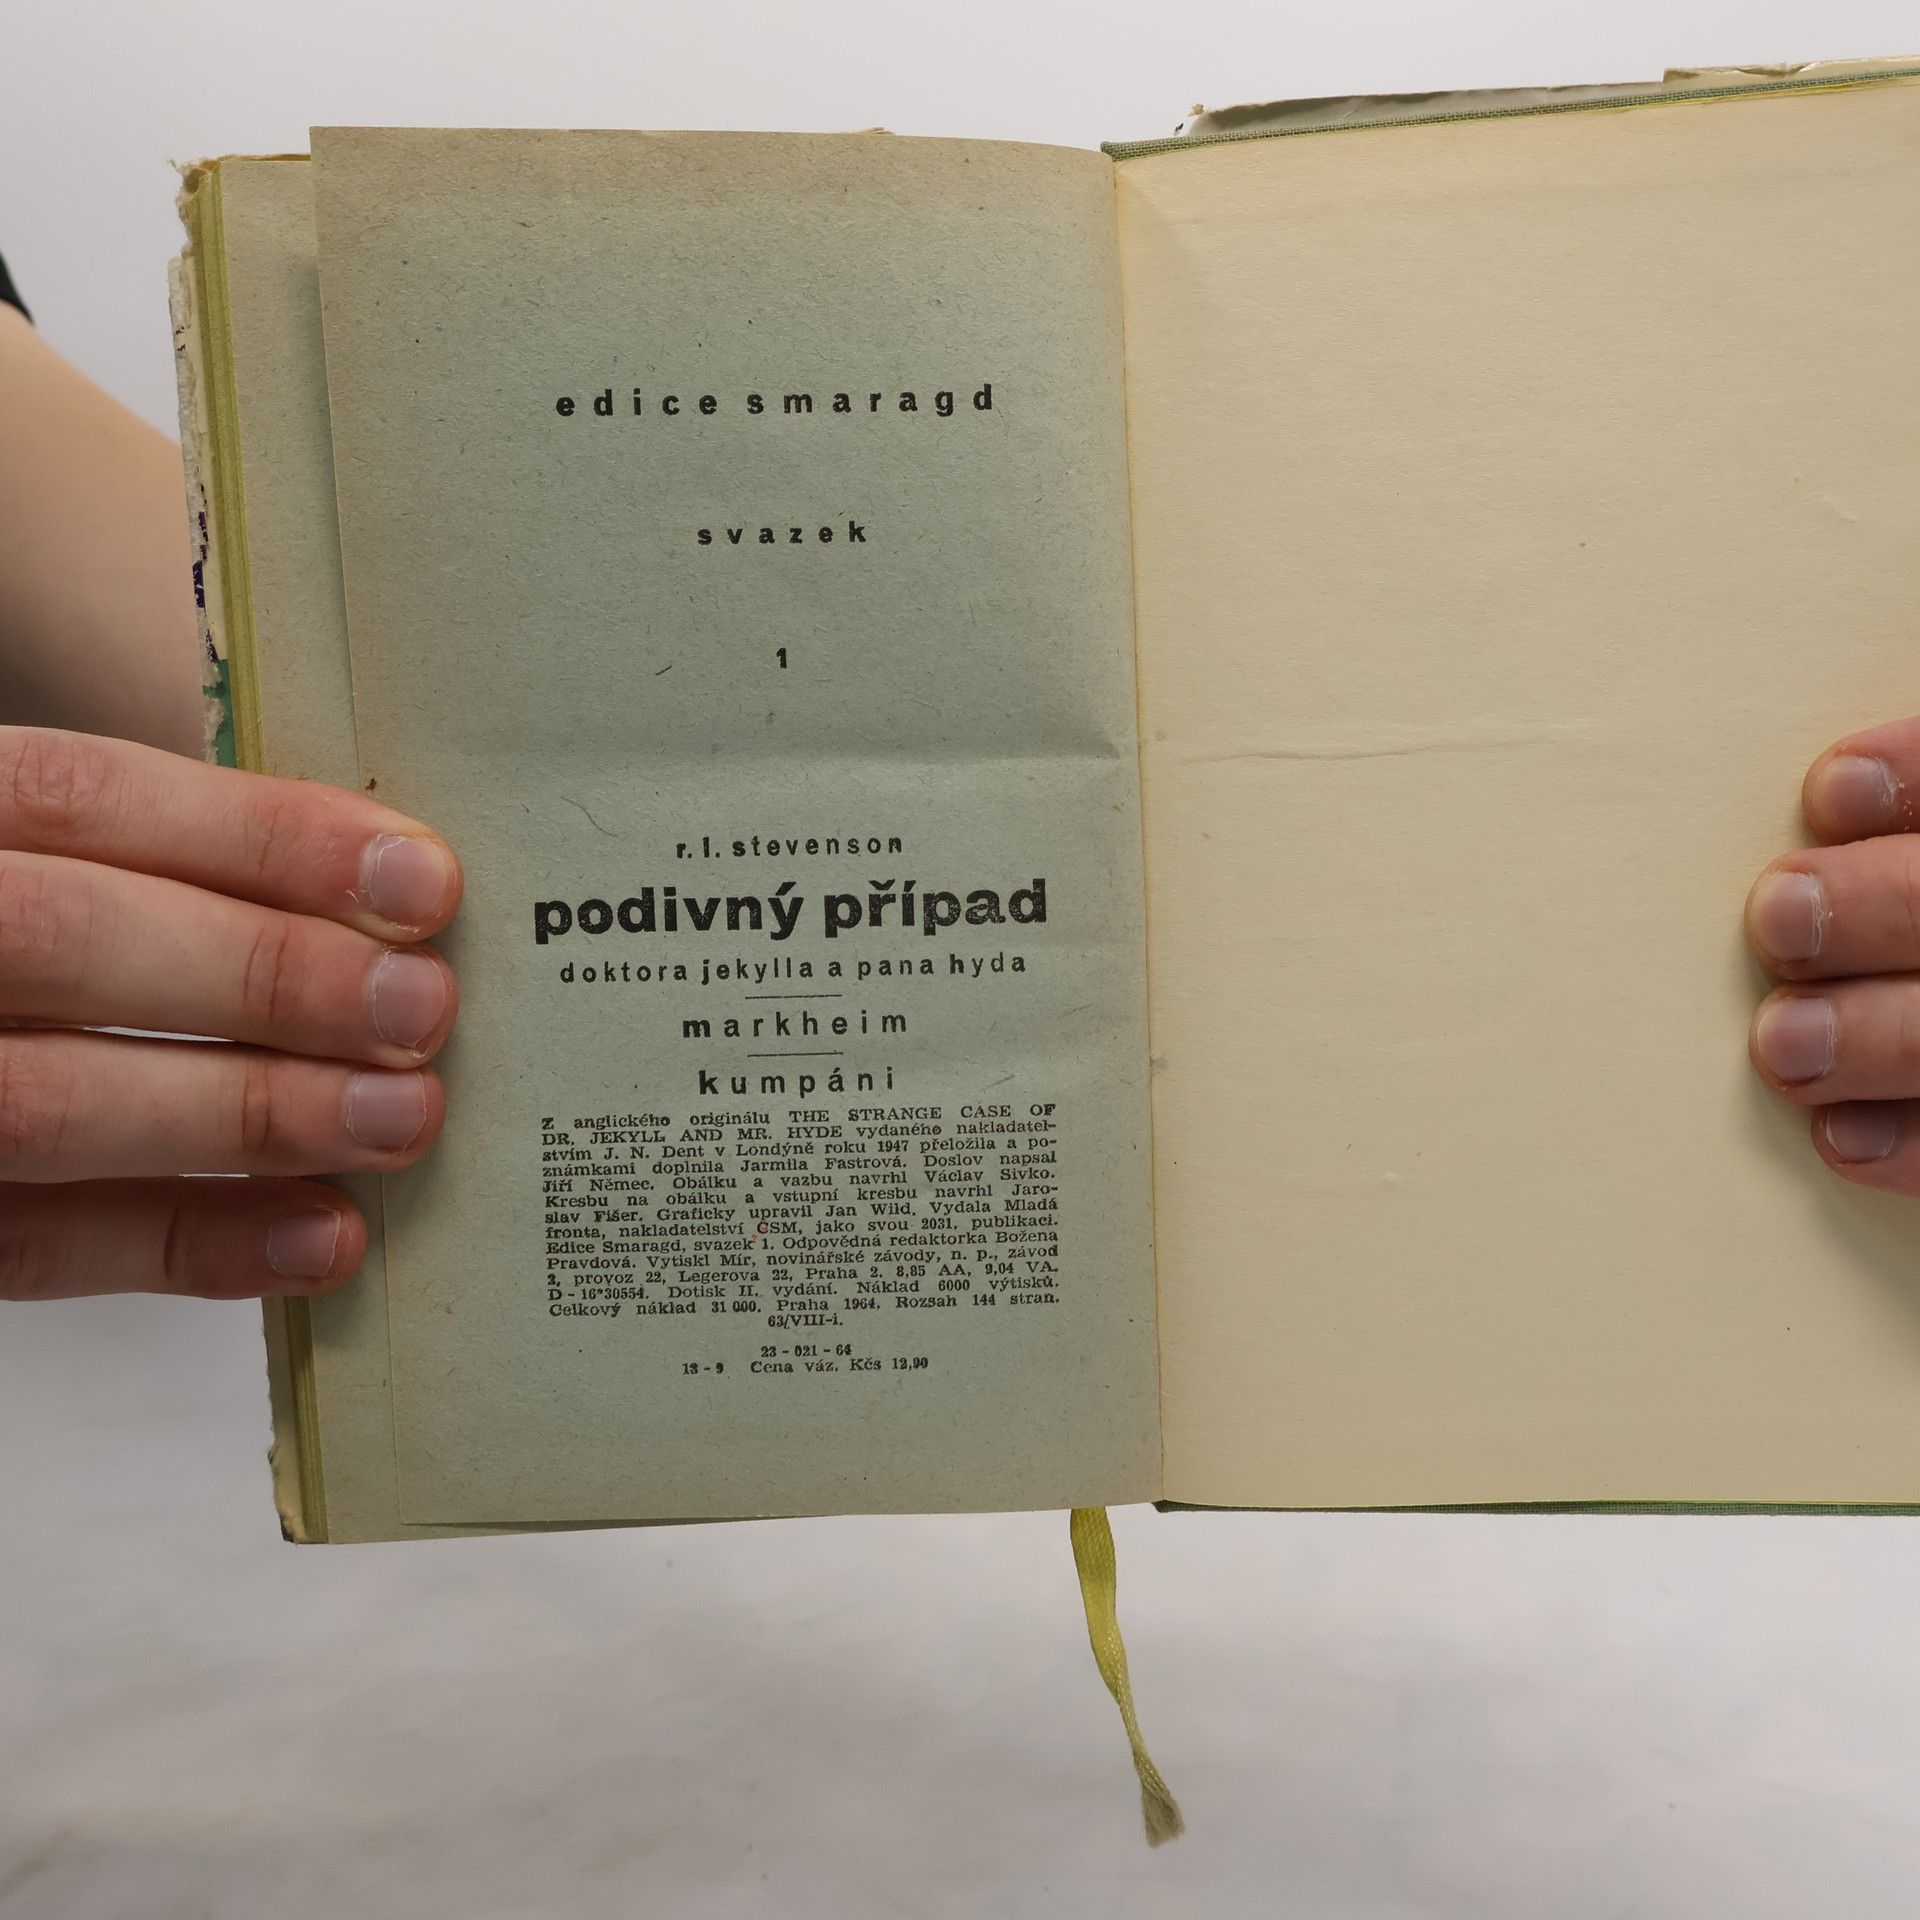 edice smaragd
svazek
1
r. l. stevenson
podivný případ
doktora jekylla a pana hyda
markheim
kumpáni
Z anglického originálu THE STRANGE CASE OF
DR. JEKYLL AND MR. HYDE vydaného nakladatel-
stvím J. N. Dent v Londýně roku 1947 přeložila a po-
známkami doplnila Jarmila Fastrová. Doslov napsal
Jiří Němec. Obálku a vazbu navrhl Václav Sivko.
Kresbu na obálku a vstupní kresbu navrhl Jaro-
slav Fišer. Graficky upravil Jan Wild. Vydala Mladá
fronta, nakladatelství ČSM, jako svou 2031. publikaci.
Edice Smaragd, svazek 1. Odpovědná redaktorka Božena
Pravdová. Vytiskl Mír, novinářské závody, n. p., závod
2, provoz 22, Legerova 22, Praha 2. 8,85 AA, 9,04 VA.
D - 16*30554. Dotisk II. vydání. Náklad 6000 výtisků.
Celkový náklad 31 000. Praha 1964. Rozsah 144 stran.
63/VIII-i.
23 - 021 - 64
13 - 9 Cena váz. Kčs 12,90